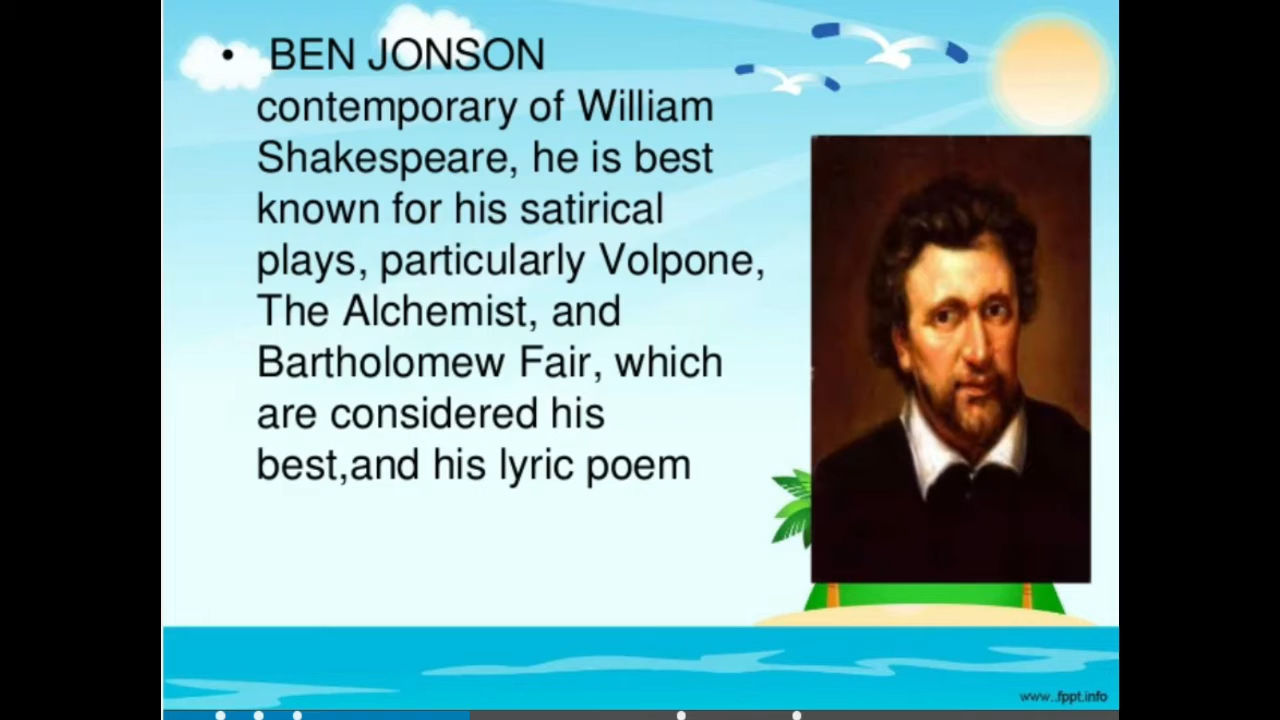 • BEN JONSON
contemporary of William
Shakespeare, he is best
known for his satirical
plays, particularly Volpone,
The Alchemist, and
Bartholomew Fair, which
are considered his
best,and his lyric poem
www..fppt.info